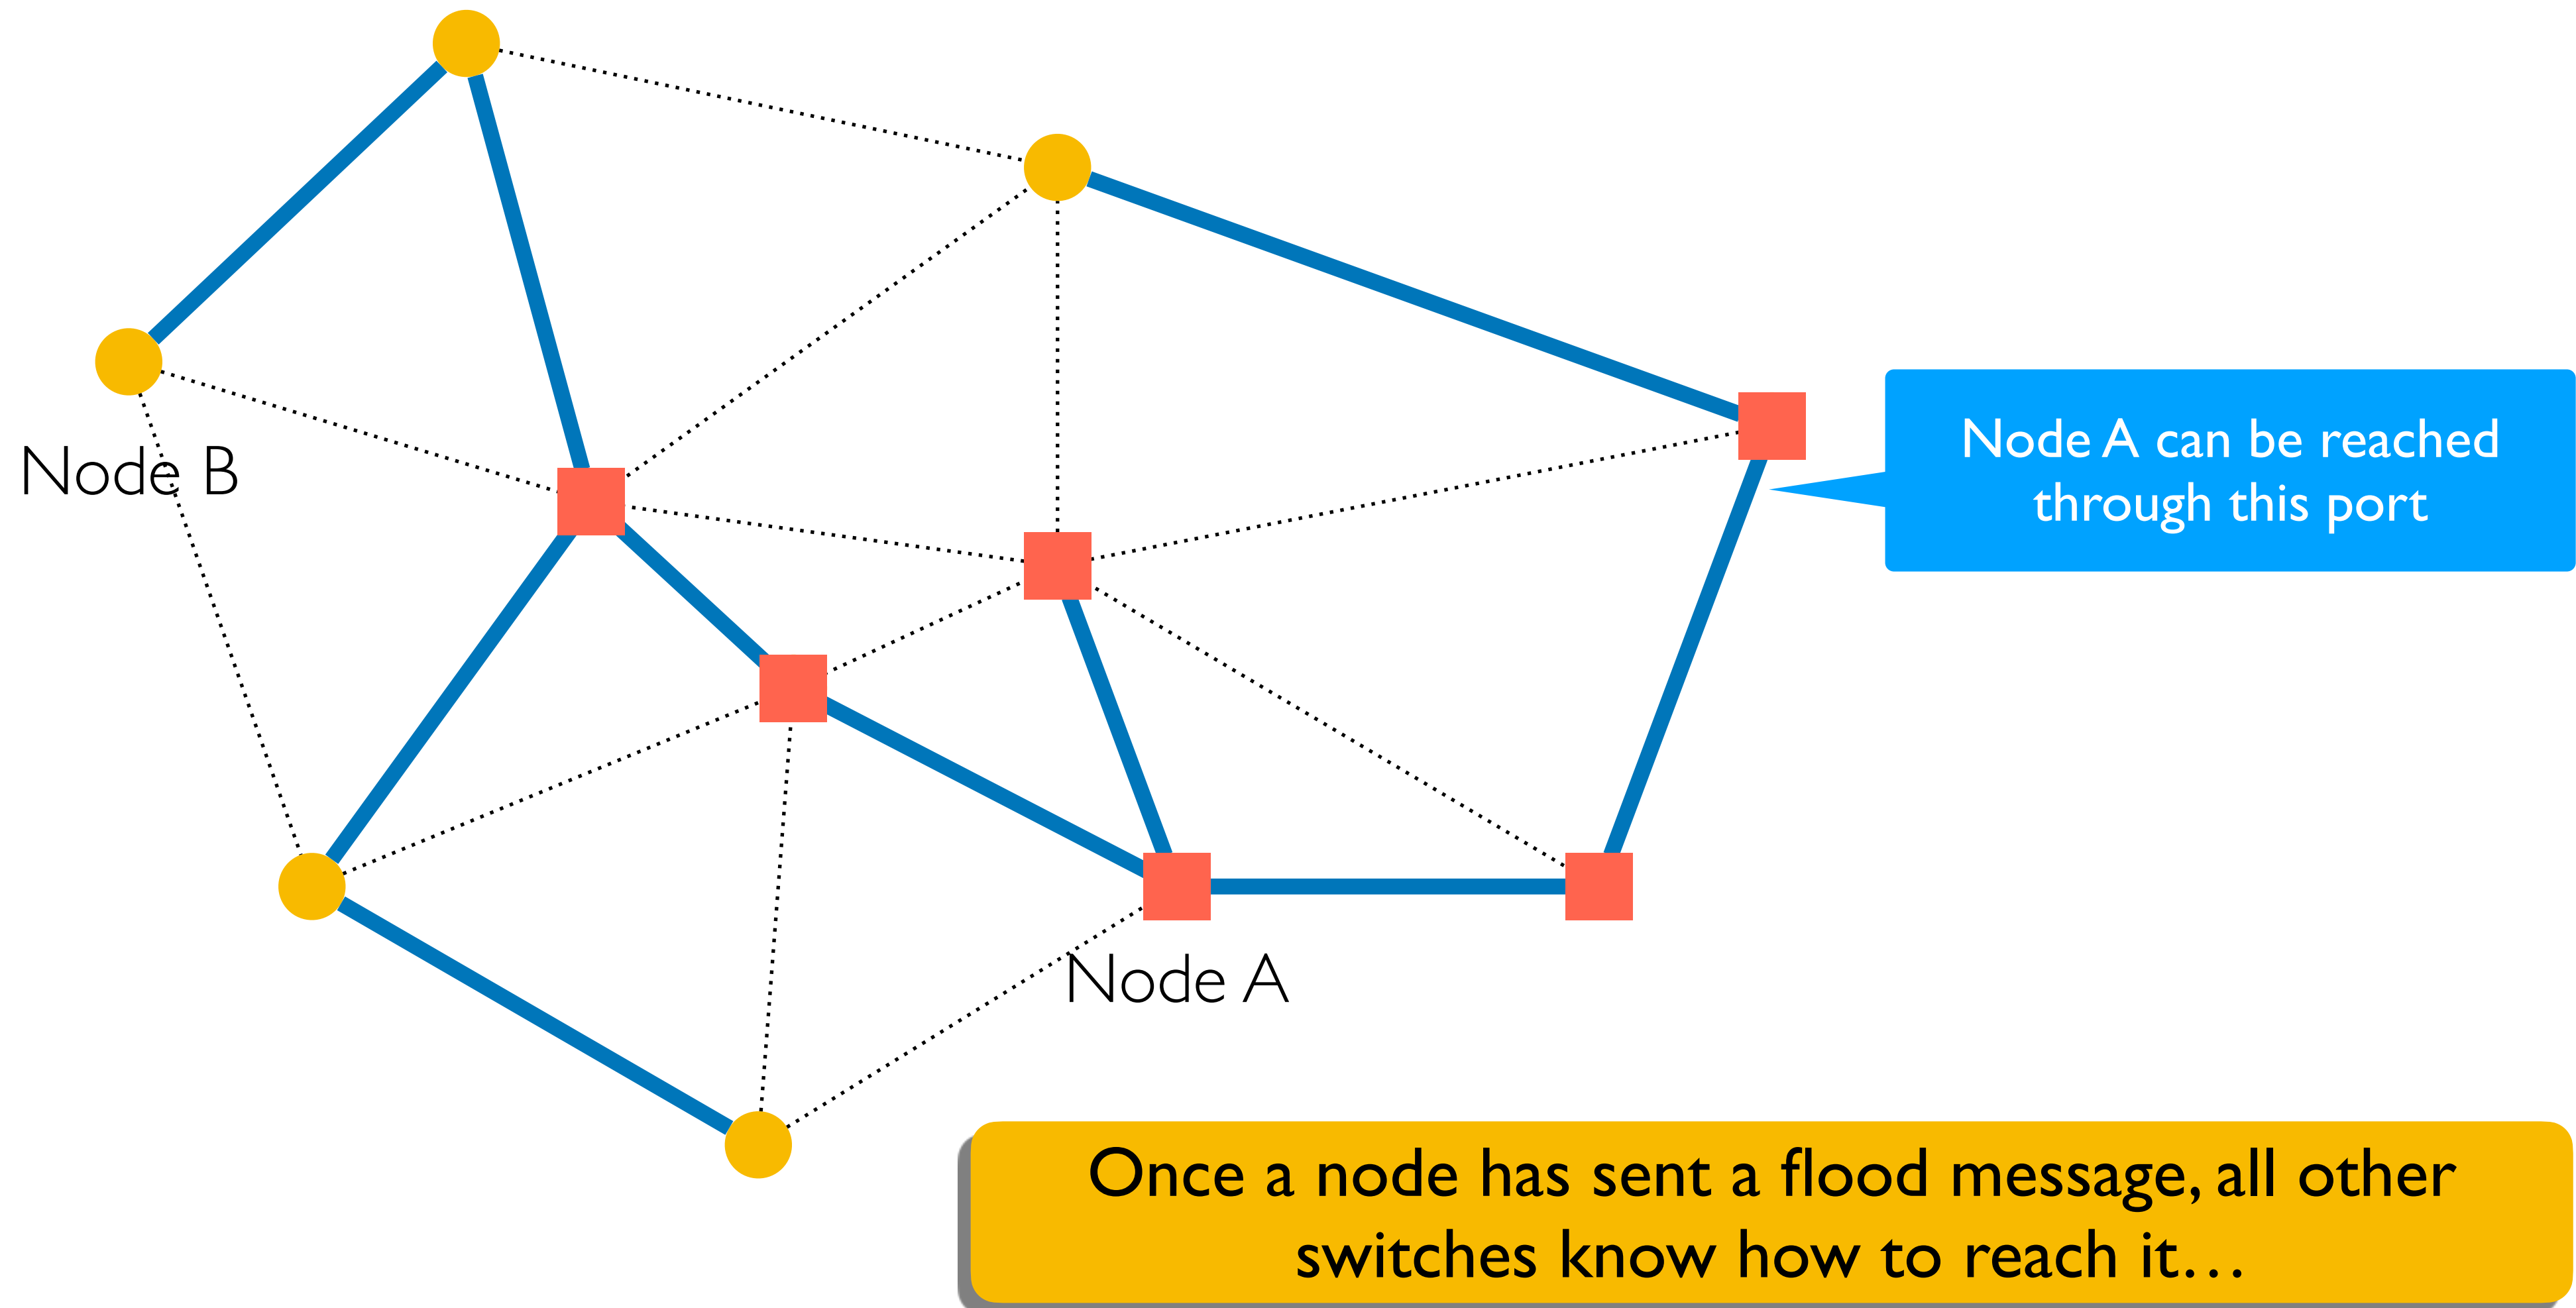 Node B
Node A can be reached
through this port
Node A
Once a node has sent a flood message, all other
switches know how to reach it…